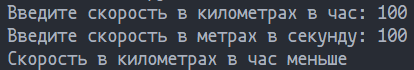 Введите скорость в километрах в час: 100
Введите скорость в метрах в секунду: 100
Скорость в километрах в час меньше